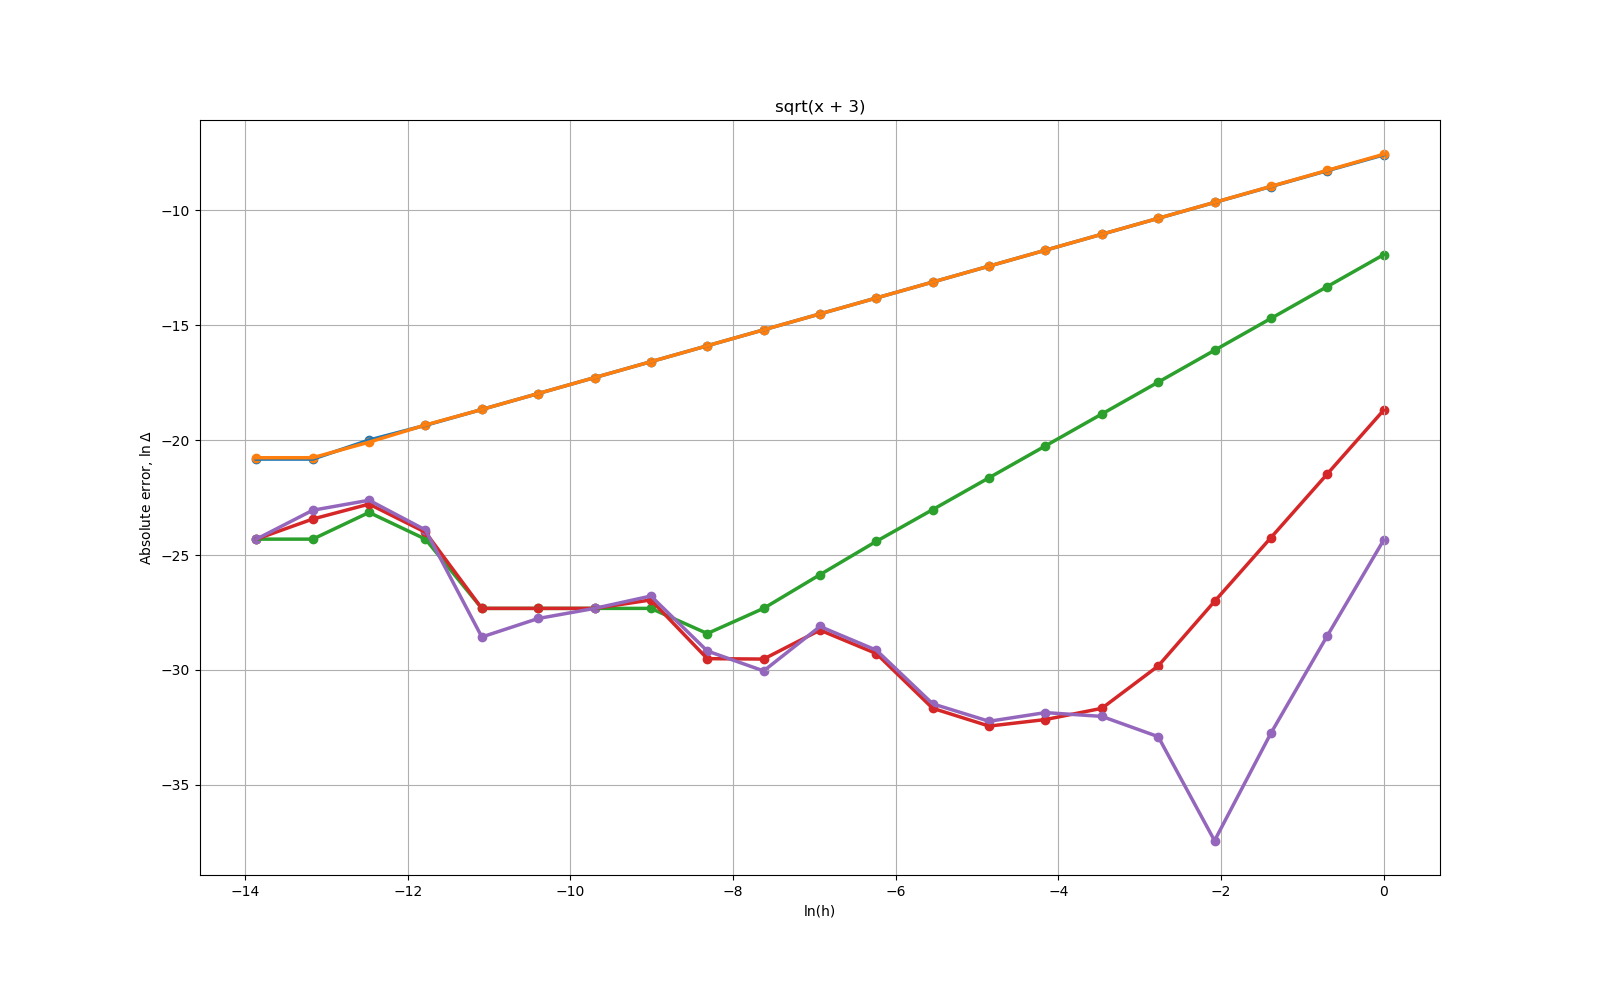 sqrt(x + 3)
Absolute error, ln Δ
−10
−15
−20
−25
−30
−35
−14 −12 −10 −8 −6 −4 −2 0
ln(h)